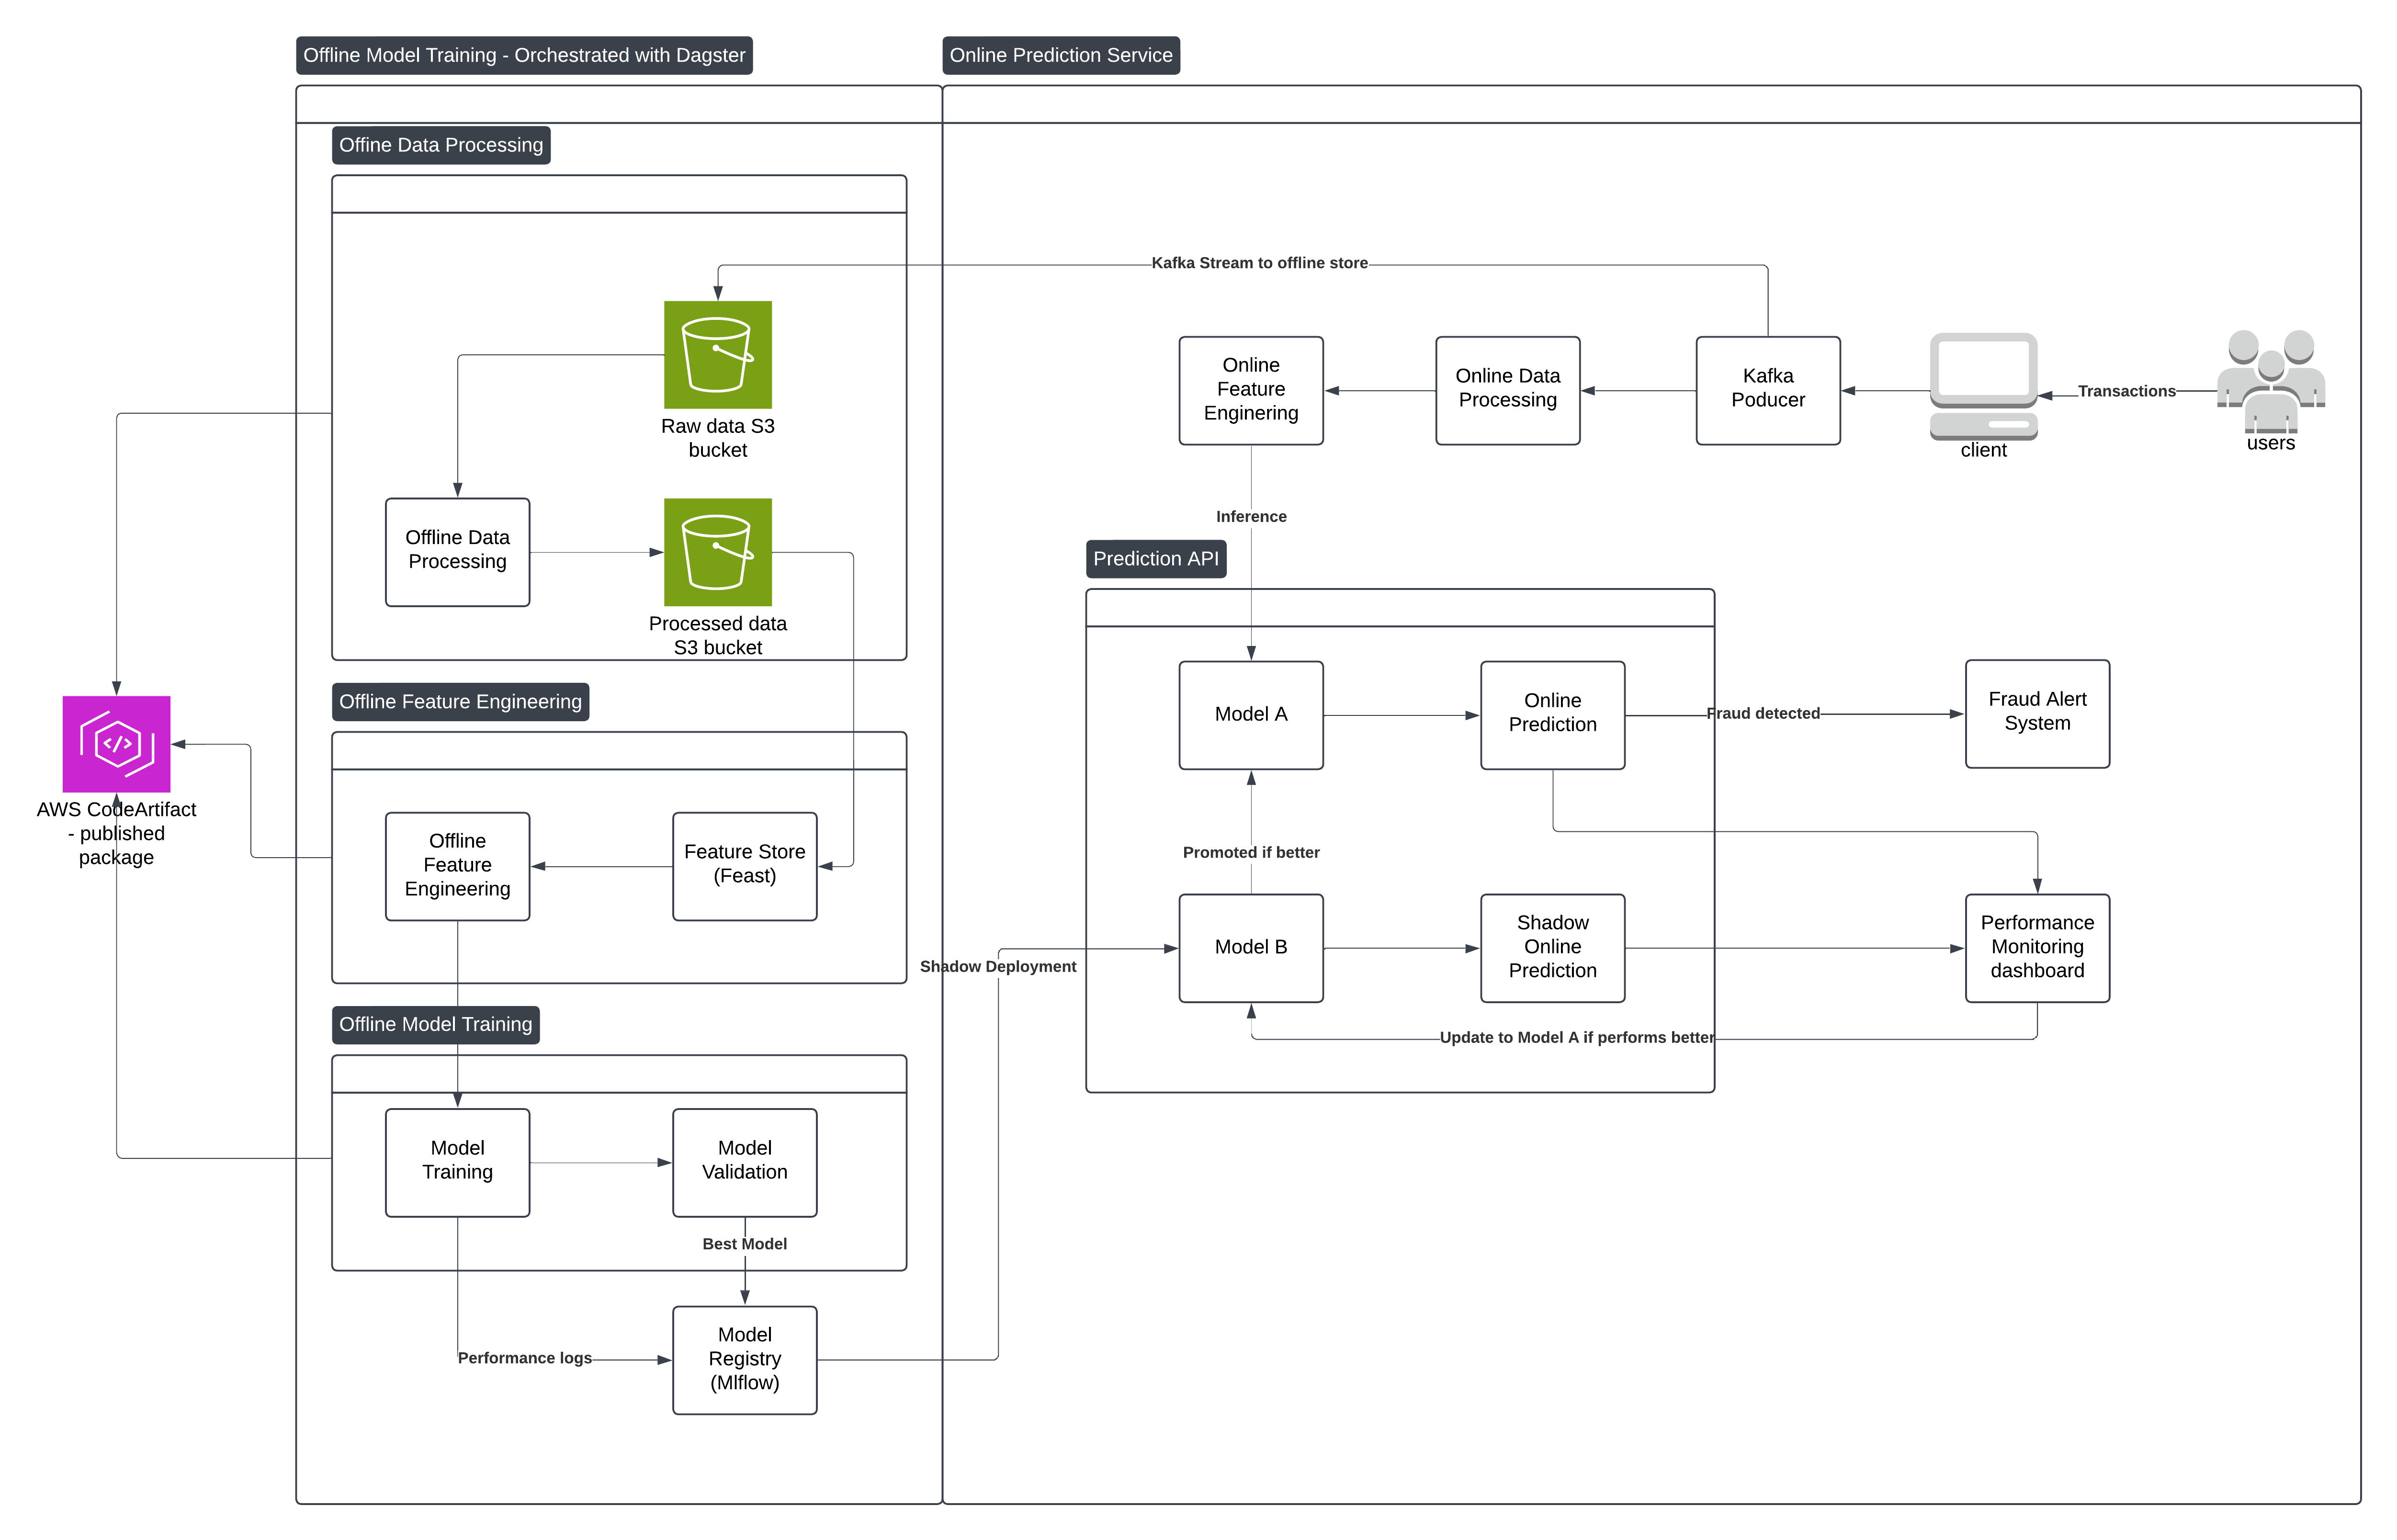 Offline Model Training - Orchestrated with Dagster
Online Prediction Service
Offine Data Processing
Kafka Stream to offline store
Raw data S3
bucket
Offline Data
Processing
Processed data
S3 bucket
Online
Feature
Enginering
Online Data
Processing
Kafka
Poducer
client
Transactions
users
Inference
Prediction API
Model A
Online
Prediction
Fraud detected
Fraud Alert
System
Promoted if better
Model B
Shadow
Online
Prediction
Performance
Monitoring
dashboard
Update to Model A if performs better
Shadow Deployment
AWS CodeArtifact
- published
package
Offline Feature Engineering
Offline
Feature
Engineering
Feature Store
(Feast)
Offline Model Training
Model
Training
Model
Validation
Best Model
Performance logs
Model
Registry
(Mlflow)